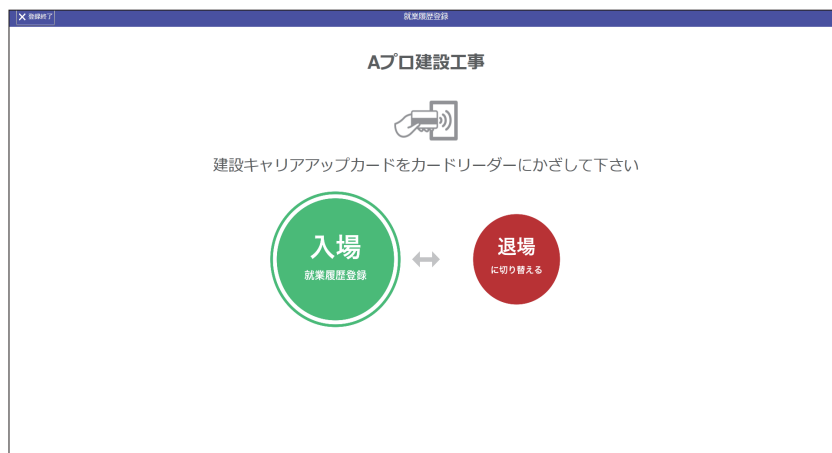 登録終了
就業履歴登録
Aプロ建設工事
建設キャリアアップカードをカードリーダーにかざして下さい
入場
就業履歴登録
退場
に切り替える